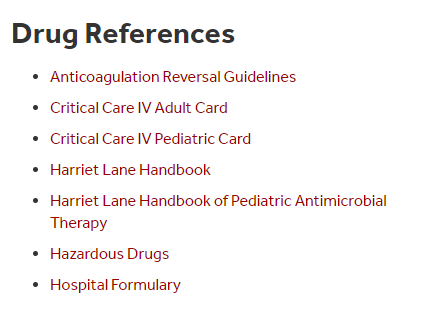 Drug References
• Anticoagulation Reversal Guidelines
• Critical Care IV Adult Card
• Critical Care IV Pediatric Card
• Harriet Lane Handbook
• Harriet Lane Handbook of Pediatric Antimicrobial
Therapy
• Hazardous Drugs
• Hospital Formulary